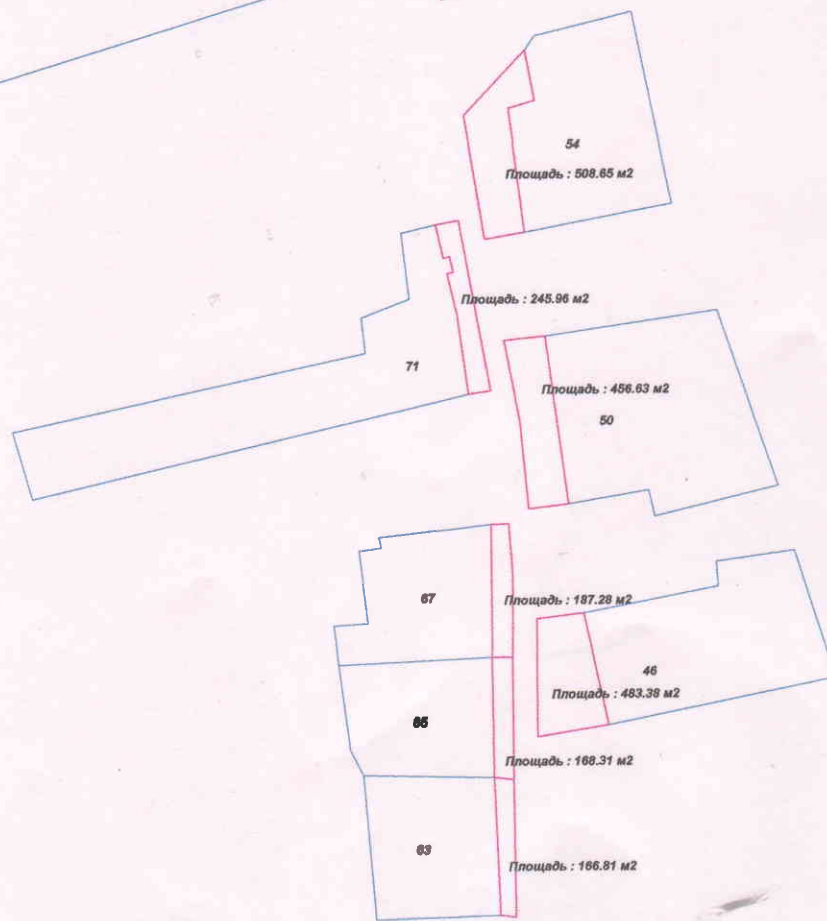 54
Площадь : 508.65 м2
Площадь : 245.96 м2
71
Площадь : 456.63 м2
50
67
Площадь : 187.28 м2
46
Площадь : 483.38 м2
65
Площадь : 168.31 м2
63
Площадь : 166.81 м2